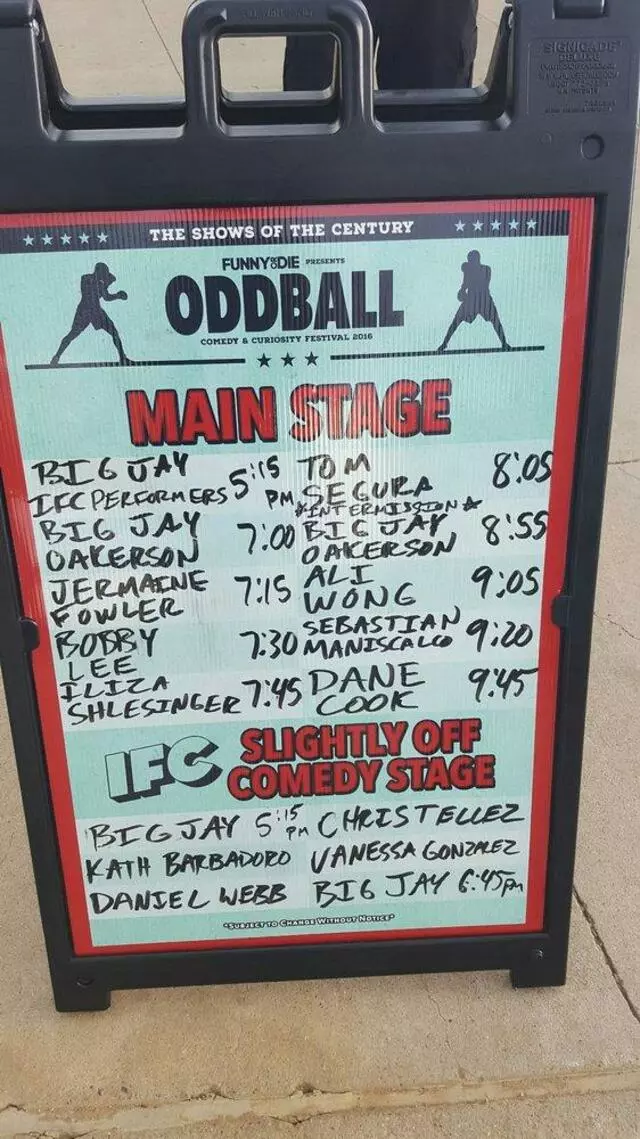 SIGNICADE
DELUXE
THE SHOWS OF THE CENTURY
FUNNY OR DIE PRESENTS
ODDBALL
COMEDY & CURIOSITY FESTIVAL 2016
MAIN STAGE
BIG JAY
IFC PERFORMERS 5:15 PM
BIG JAY
OAKERSON 7:00
JERMAINE
FOWLER 7:15
BOBBY
LEE 7:30
ILIZA
SHLESINGER 7:45
TOM
SEGURA 8:05
*INTERMISSION*
BIG JAY
OAKERSON 8:55
ALI
WONG 9:05
SEBASTIAN
MANISCALCO 9:20
DANE
COOK 9:45
IFC SLIGHTLY OFF
COMEDY STAGE
BIG JAY 5:15 PM CHRIS TELLEZ
KATH BARBADORO VANESSA GONZALEZ
DANIEL WEBB BIG JAY 6:45pm
*SUBJECT TO CHANGE WITHOUT NOTICE*